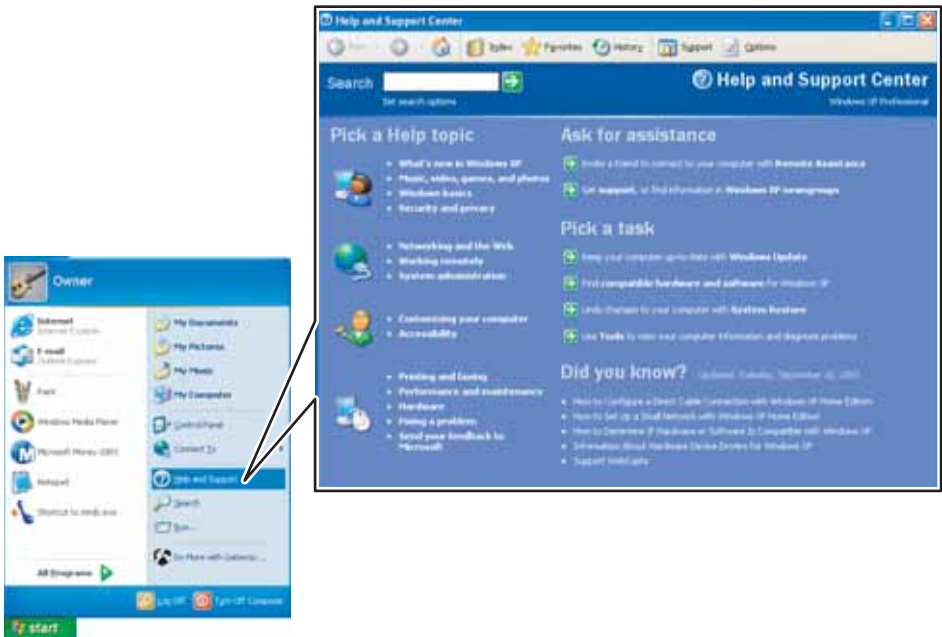 Help and Support Center
Index Favorites History Support Options
Search
Set search options
Help and Support Center
Windows XP Professional
Pick a Help topic
What's new in Windows XP
Music, video, games, and photos
Windows basics
Security and privacy
Networking and the Web
Working remotely
System administration
Customizing your computer
Accessibility
Printing and faxing
Performance and maintenance
Hardware
Fixing a problem
Send your feedback to
Microsoft
Ask for assistance
Invite a friend to connect to your computer with Remote Assistance
Get support, or find information in Windows XP newsgroups
Pick a task
Keep your computer up-to-date with Windows Update
Find compatible hardware and software for Windows XP
Undo changes to your computer with System Restore
Use Tools to view your computer information and diagnose problems
Did you know? Updated: Tuesday, September
How to Configure a Direct Cable Connection with Windows XP Home Edition
How to Set Up a Small Network with Windows XP Home Edition
How to Determine If Hardware or Software Is Compatible with Windows XP
Information About Hardware Device Drivers for Windows XP
Support WebCasts
Owner
Internet
Internet Explorer
E-mail
Outlook Express
Paint
Windows Media Player
Microsoft Money 2003
Notepad
Shortcut to
All Programs
My Documents
My Pictures
My Music
My Computer
Control Panel
Connect To
Help and Support
Search
Run...
Do More with Gateway...
Log Off Turn Off Computer
start